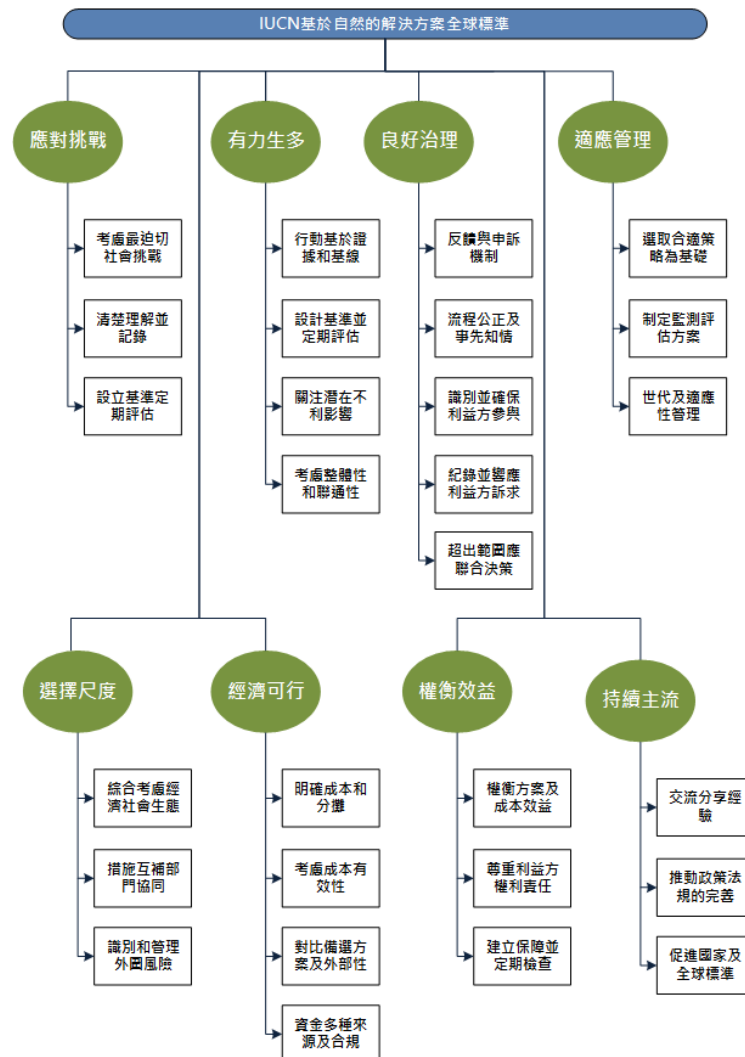 IUCN基於自然的解決方案全球標準
應對挑戰
考慮最迫切
社會挑戰
清楚理解並
記錄
設立基準定
期評估
有力生多
行動基於證
據和基線
設計基準並
定期評估
關注潛在不
利影響
考慮整體性
和聯通性
良好治理
反饋與申訴
機制
流程公正及
事先知情
識別並確保
利益方參與
紀錄並響應
利益方訴求
超出範圍應
聯合決策
適應管理
選取合適策
略為基礎
制定監測評
估方案
世代及適應
性管理
選擇尺度
綜合考慮經
濟社會生態
措施互補部
門協同
識別和管理
外圍風險
經濟可行
明確成本和
分攤
考慮成本有
效性
對比備選方
案及外部性
資金多種來
源及合規
權衡效益
權衡方案及
成本效益
尊重利益方
權利責任
建立保障並
定期檢查
持續主流
交流分享經
驗
推動政策法
規的完善
促進國家及
全球標準